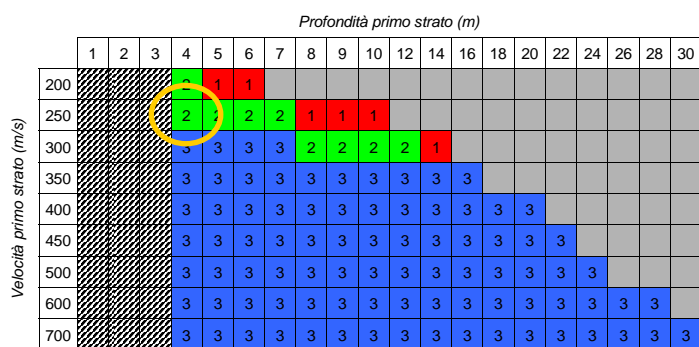 Profondità primo strato (m)
1 2 3 4 5 6 7 8 9 10 12 14 16 18 20 22 24 26 28 30
Velocità primo strato (m/s)
200 2 1 1
250 2 2 2 2 1 1 1
300 3 3 3 3 2 2 2 2 1
350 3 3 3 3 3 3 3 3 3 3
400 3 3 3 3 3 3 3 3 3 3 3 3
450 3 3 3 3 3 3 3 3 3 3 3 3 3
500 3 3 3 3 3 3 3 3 3 3 3 3 3 3
600 3 3 3 3 3 3 3 3 3 3 3 3 3 3 3 3
700 3 3 3 3 3 3 3 3 3 3 3 3 3 3 3 3 3